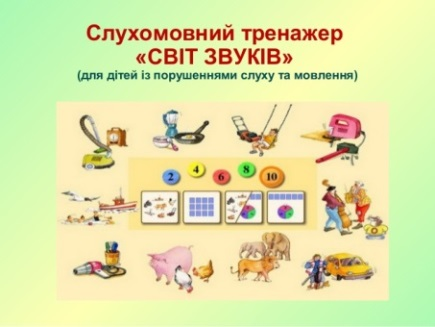 Слухомовний тренажер
«СВІТ ЗВУКІВ»
(для дітей із порушеннями слуху та мовлення)
2 4 6 8 10